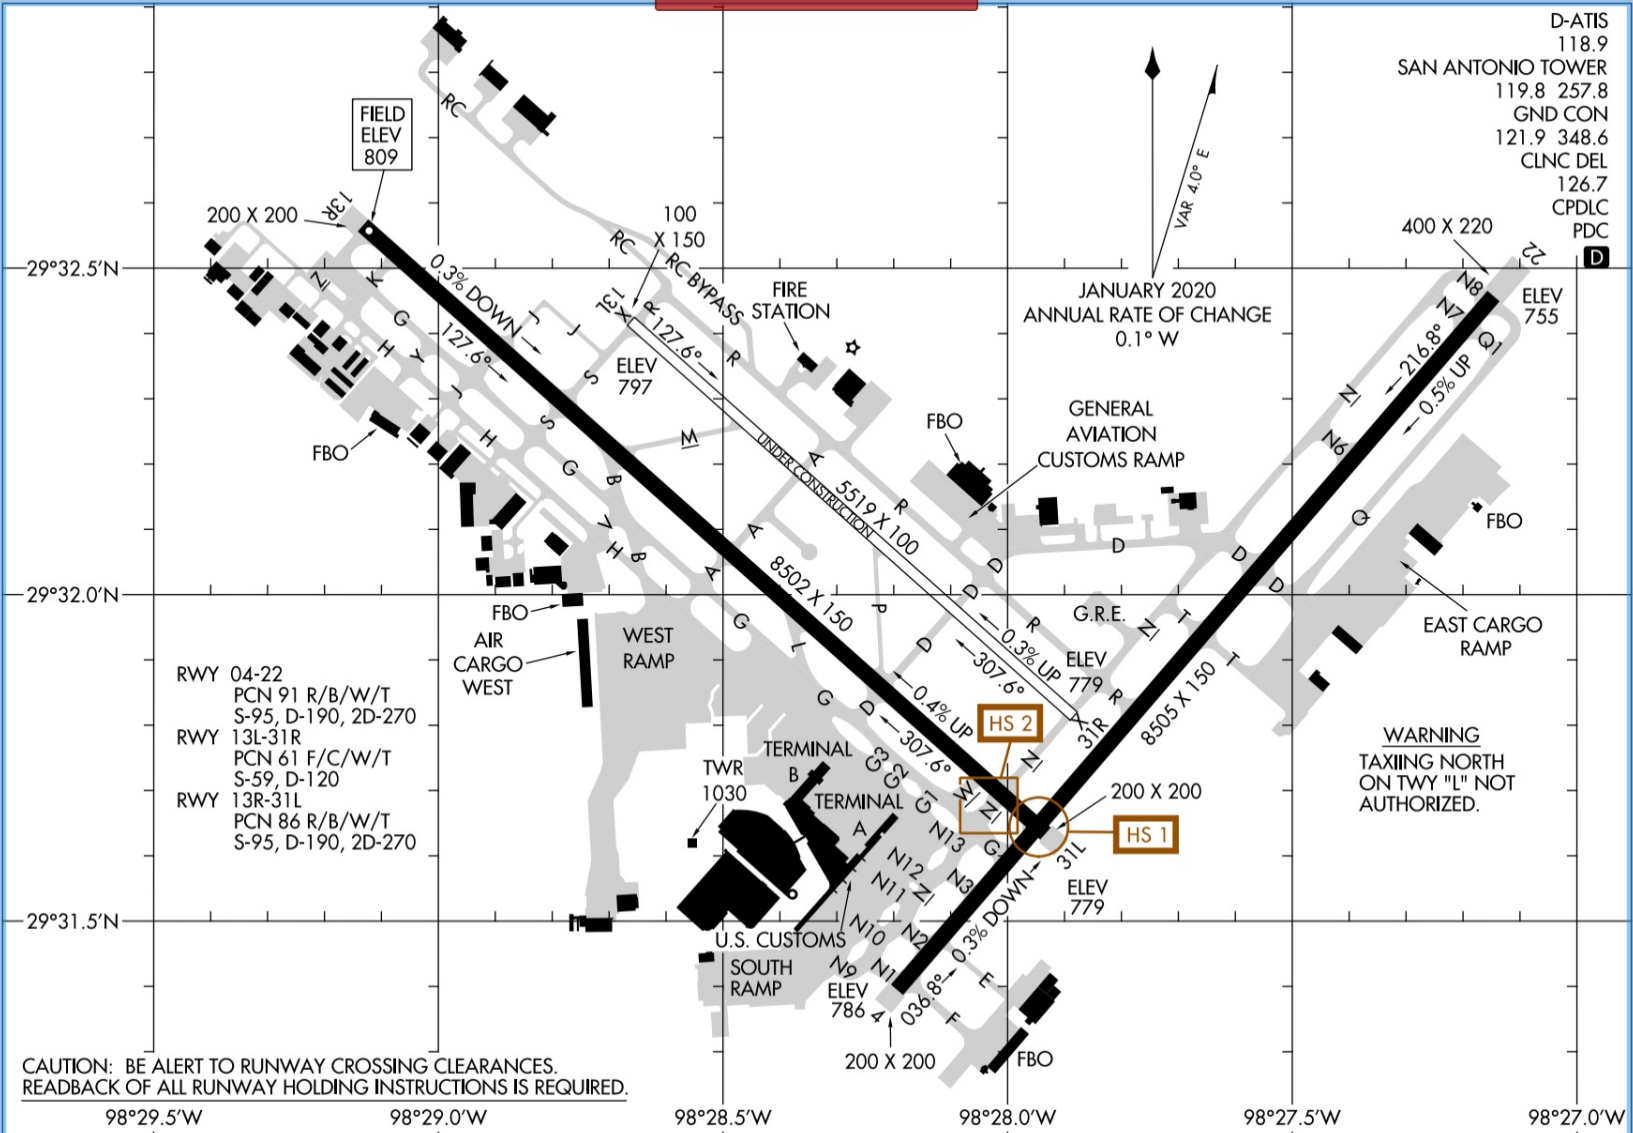 D-ATIS
118.9
SAN ANTONIO TOWER
119.8 257.8
GND CON
121.9 348.6
CLNC DEL
126.7
CPDLC
PDC
D
FIELD
ELEV
809
200 X 200
13R
RC
100
X 150
RC
RC BYPASS
FIRE
STATION
VAR 4.0° E
JANUARY 2020
ANNUAL RATE OF CHANGE
0.1° W
400 X 220
22
ELEV
755
29°32.5'N
N
K
G
H
Y
J
H
0.3% DOWN
127.6°
J
J
S
S
G
B
V
H
B
13L
X
R
127.6°
R
ELEV
797
M
UNDER CONSTRUCTION
A
5519 X 100
R
A
A
8502 X 150
FBO
FBO
GENERAL
AVIATION
CUSTOMS RAMP
N8
N7
Q1
216.8°
0.5% UP
N
N6
Q
FBO
D
D
D
D
D
29°32.0'N
FBO
AIR
CARGO
WEST
WEST
RAMP
G
L
G
P
D
D
R
0.3% UP
307.6°
G.R.E.
N
T
T
EAST CARGO
RAMP
ELEV
779
R
X
31R
8505 X 150
0.4% UP
307.6°
HS 2
N
RWY 04-22
PCN 91 R/B/W/T
S-95, D-190, 2D-270
RWY 13L-31R
PCN 61 F/C/W/T
S-59, D-120
RWY 13R-31L
PCN 86 R/B/W/T
S-95, D-190, 2D-270
WARNING
TAXIING NORTH
ON TWY "L" NOT
AUTHORIZED.
TERMINAL
B
TWR
1030
TERMINAL
A
G3
G2
G1
W
N
200 X 200
HS 1
31L
ELEV
779
N13
G
N12
N11
N
N3
N10
N2
N9
N1
0.3% DOWN
036.8°
29°31.5'N
U.S. CUSTOMS
SOUTH
RAMP
ELEV
786
4
E
F
FBO
200 X 200
CAUTION: BE ALERT TO RUNWAY CROSSING CLEARANCES.
READBACK OF ALL RUNWAY HOLDING INSTRUCTIONS IS REQUIRED.
98°29.5'W
98°29.0'W
98°28.5'W
98°28.0'W
98°27.5'W
98°27.0'W